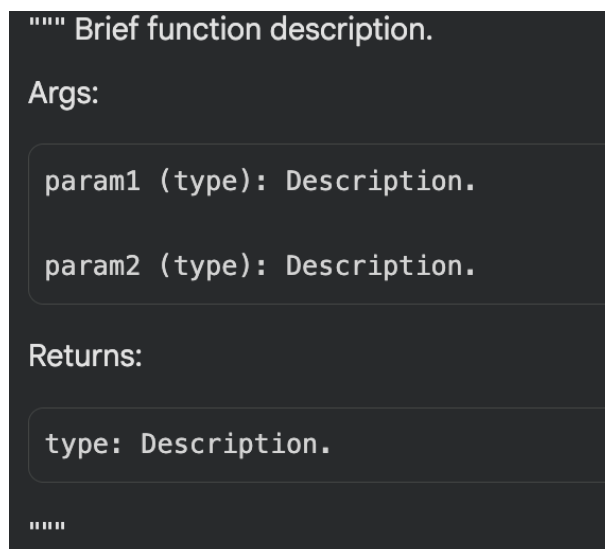 """ Brief function description.
Args:
param1 (type): Description.
param2 (type): Description.
Returns:
type: Description.
"""